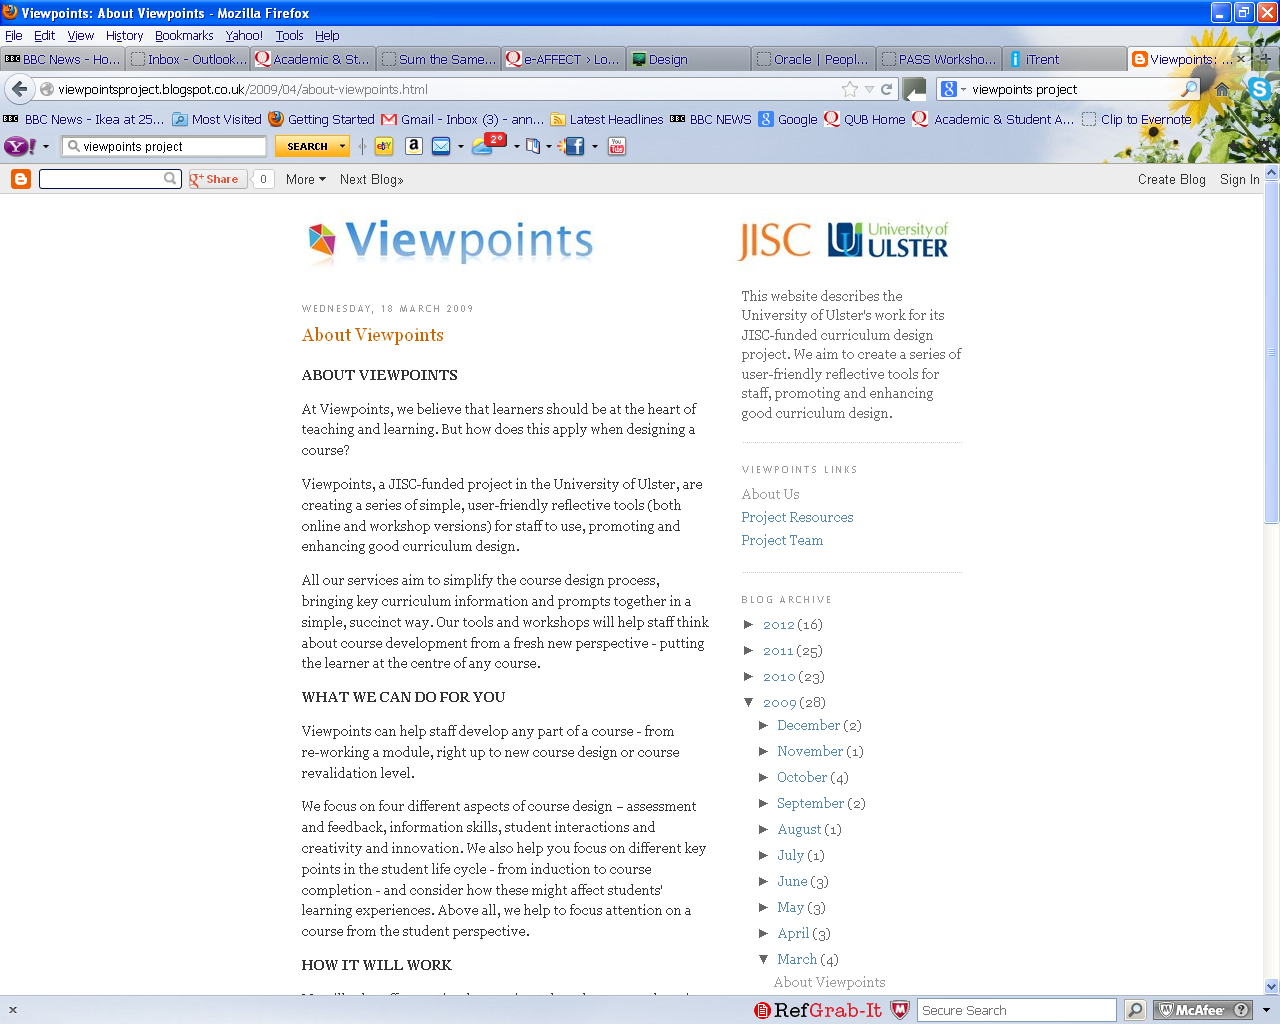 Viewpoints: About Viewpoints - Mozilla Firefox
File Edit View History Bookmarks Yahoo! Tools Help
BBC News - Ho... Inbox - Outlook... Academic & St... Sum the Same... e-AFFECT › Lo... Design Oracle | Peopl... PASS Worksho... iTrent Viewpoints: ...
viewpointsproject.blogspot.co.uk/2009/04/about-viewpoints.html viewpoints project
BBC News - Ikea at 25... Most Visited Getting Started Gmail - Inbox (3) - ann... Latest Headlines BBC NEWS Google QUB Home Academic & Student A... Clip to Evernote
viewpoints project SEARCH 2°
Share 0 More Next Blog» Create Blog Sign In
Viewpoints
JISC University of ULSTER
WEDNESDAY, 18 MARCH 2009
About Viewpoints
ABOUT VIEWPOINTS
At Viewpoints, we believe that learners should be at the heart of
teaching and learning. But how does this apply when designing a
course?
Viewpoints, a JISC-funded project in the University of Ulster, are
creating a series of simple, user-friendly reflective tools (both
online and workshop versions) for staff to use, promoting and
enhancing good curriculum design.
All our services aim to simplify the course design process,
bringing key curriculum information and prompts together in a
simple, succinct way. Our tools and workshops will help staff think
about course development from a fresh new perspective - putting
the learner at the centre of any course.
WHAT WE CAN DO FOR YOU
Viewpoints can help staff develop any part of a course - from
re-working a module, right up to new course design or course
revalidation level.
We focus on four different aspects of course design – assessment
and feedback, information skills, student interactions and
creativity and innovation. We also help you focus on different key
points in the student life cycle - from induction to course
completion - and consider how these might affect students'
learning experiences. Above all, we help to focus attention on a
course from the student perspective.
HOW IT WILL WORK
This website describes the
University of Ulster's work for its
JISC-funded curriculum design
project. We aim to create a series of
user-friendly reflective tools for
staff, promoting and enhancing
good curriculum design.
VIEWPOINTS LINKS
About Us
Project Resources
Project Team
BLOG ARCHIVE
► 2012 (16)
► 2011 (25)
► 2010 (23)
▼ 2009 (28)
► December (2)
► November (1)
► October (4)
► September (2)
► August (1)
► July (1)
► June (3)
► May (3)
► April (3)
▼ March (4)
About Viewpoints
RefGrab-It Secure Search McAfee